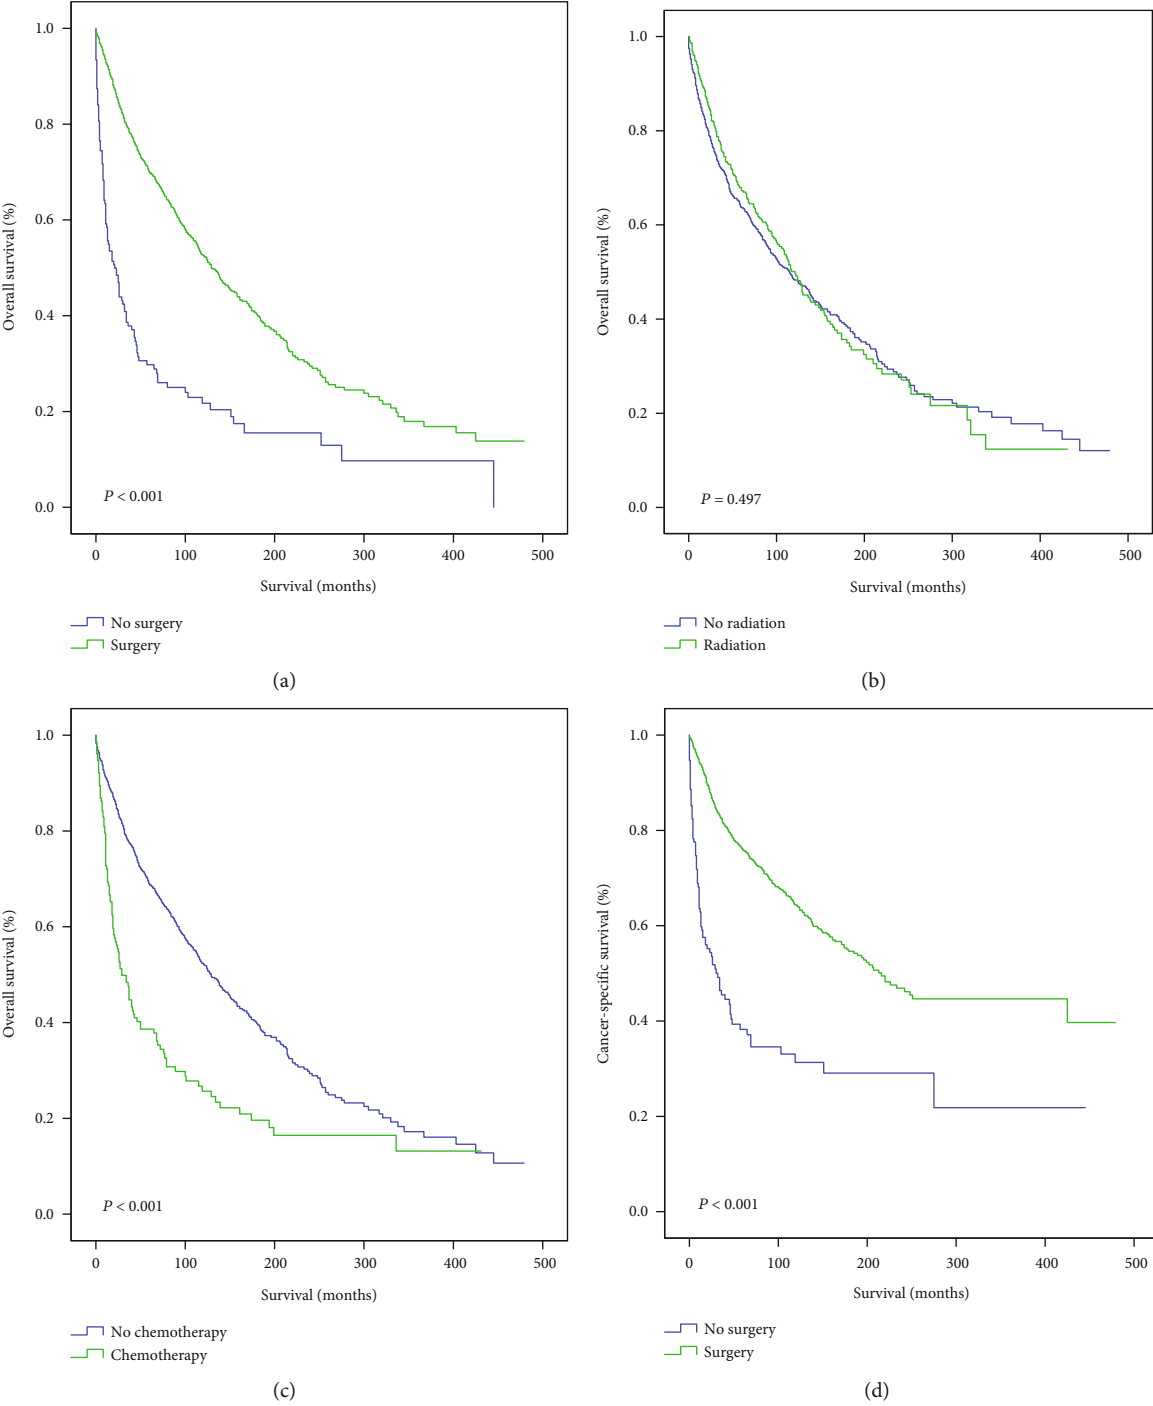 Overall survival (%)
1.0
0.8
0.6
0.4
0.2
0.0
P < 0.001
0 100 200 300 400 500
Survival (months)
No surgery
Surgery
(a)
Overall survival (%)
1.0
0.8
0.6
0.4
0.2
0.0
P = 0.497
0 100 200 300 400 500
Survival (months)
No radiation
Radiation
(b)
Overall survival (%)
1.0
0.8
0.6
0.4
0.2
0.0
P < 0.001
0 100 200 300 400 500
Survival (months)
No chemotherapy
Chemotherapy
(c)
Cancer-specific survival (%)
1.0
0.8
0.6
0.4
0.2
0.0
P < 0.001
0 100 200 300 400 500
Survival (months)
No surgery
Surgery
(d)